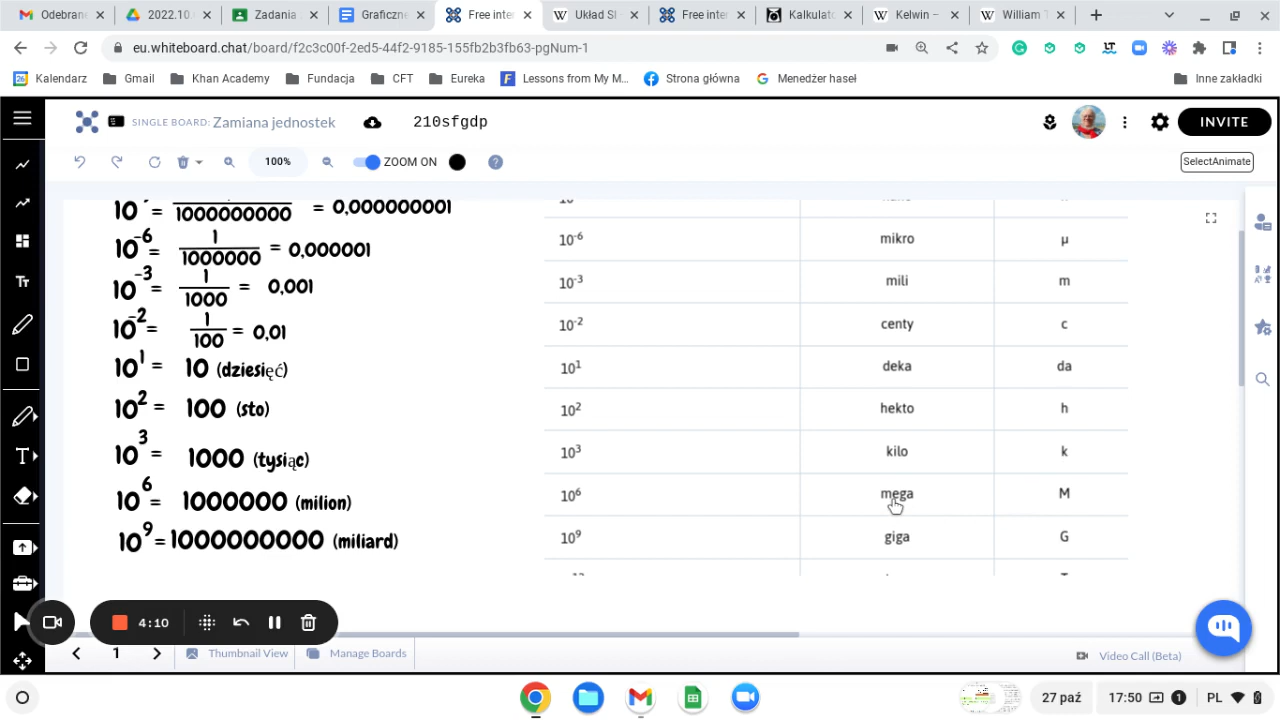 Odebrane
2022.10.
Zadania
Graficzne
Free inter
Układ SI –
Free inter
Kalkulato
Kelwin –
William T
eu.whiteboard.chat/board/f2c3c00f-2ed5-44f2-9185-155fb2b3fb63-pgNum-1
Kalendarz
Gmail
Khan Academy
Fundacja
CFT
Eureka
Lessons from My M...
Strona główna
Menedżer haseł
Inne zakładki
SINGLE BOARD: Zamiana jednostek
210sfgdp
INVITE
100%
ZOOM ON
SelectAnimate
1000000000 = 0,000000001
10⁻⁶ = 1/1000000 = 0,000001
10⁻³ = 1/1000 = 0,001
10⁻² = 1/100 = 0,01
10¹ = 10 (dziesięć)
10² = 100 (sto)
10³ = 1000 (tysiąc)
10⁶ = 1000000 (milion)
10⁹ = 1000000000 (miliard)
10⁻⁶ mikro μ
10⁻³ mili m
10⁻² centy c
10¹ deka da
10² hekto h
10³ kilo k
10⁶ mega M
10⁹ giga G
4:10
1
Thumbnail View
Manage Boards
Video Call (Beta)
27 paź
17:50
1
PL